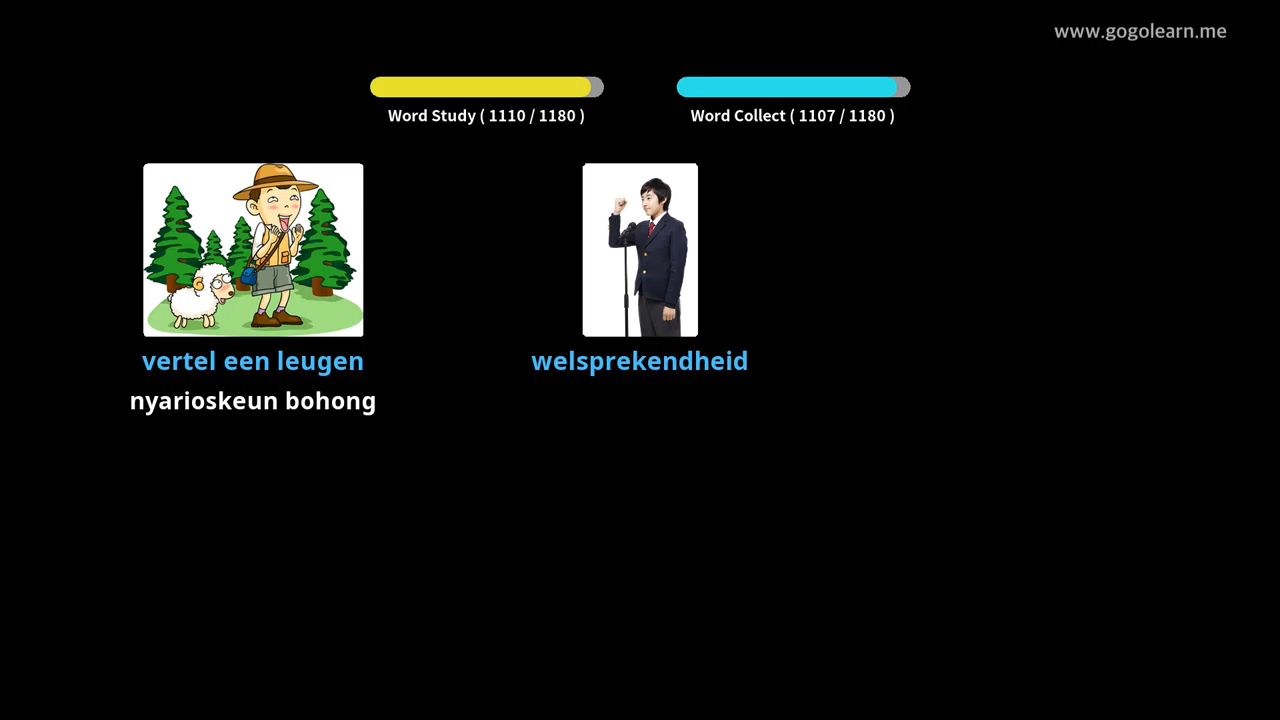 www.gogolearn.me
Word Study ( 1110 / 1180 )
Word Collect ( 1107 / 1180 )
vertel een leugen
nyarioskeun bohong
welsprekendheid